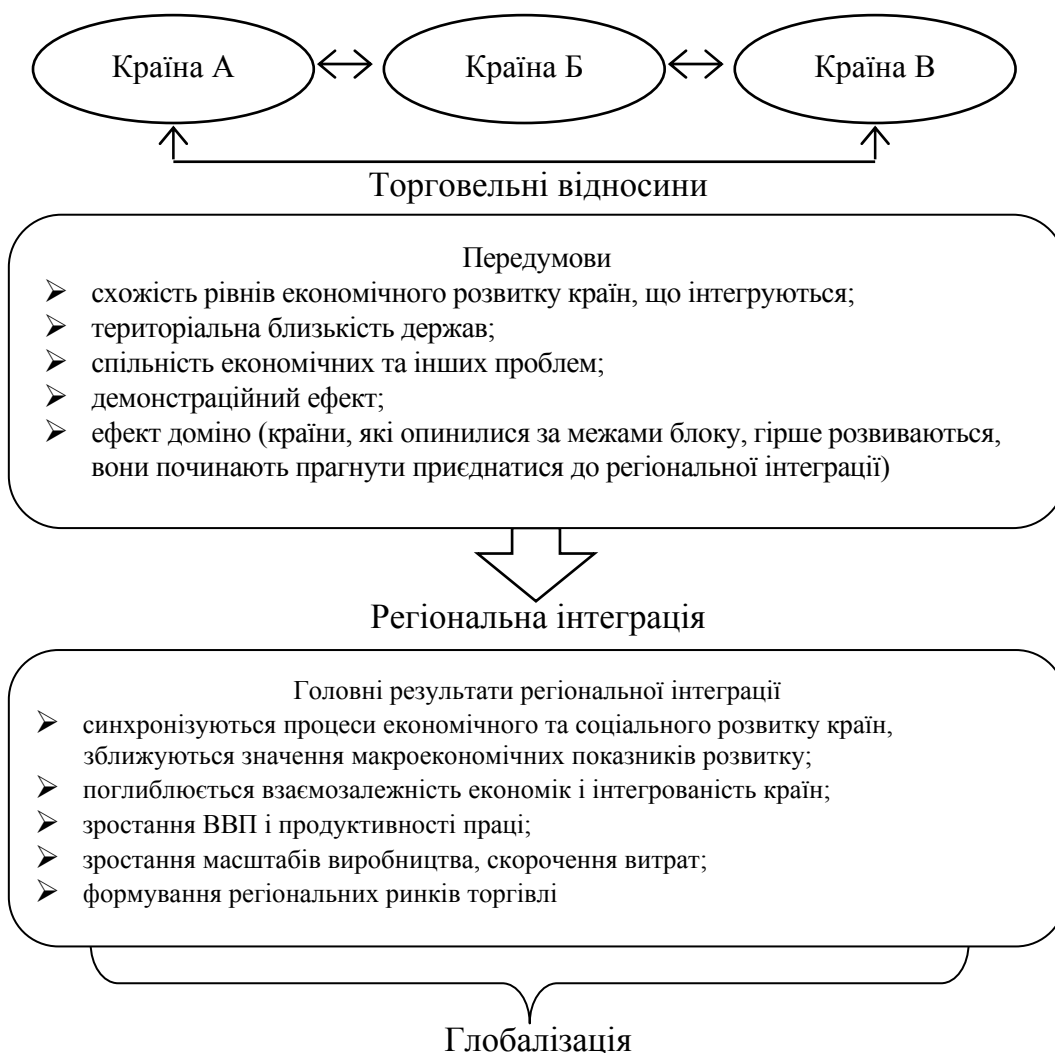 Країна А
Країна Б
Країна В
Торговельні відносини
Передумови
➢ схожість рівнів економічного розвитку країн, що інтегруються;
➢ територіальна близькість держав;
➢ спільність економічних та інших проблем;
➢ демонстраційний ефект;
➢ ефект доміно (країни, які опинилися за межами блоку, гірше розвиваються,
вони починають прагнути приєднатися до регіональної інтеграції)
Регіональна інтеграція
Головні результати регіональної інтеграції
➢ синхронізуються процеси економічного та соціального розвитку країн,
зближуються значення макроекономічних показників розвитку;
➢ поглиблюється взаємозалежність економік і інтегрованість країн;
➢ зростання ВВП і продуктивності праці;
➢ зростання масштабів виробництва, скорочення витрат;
➢ формування регіональних ринків торгівлі
Глобалізація